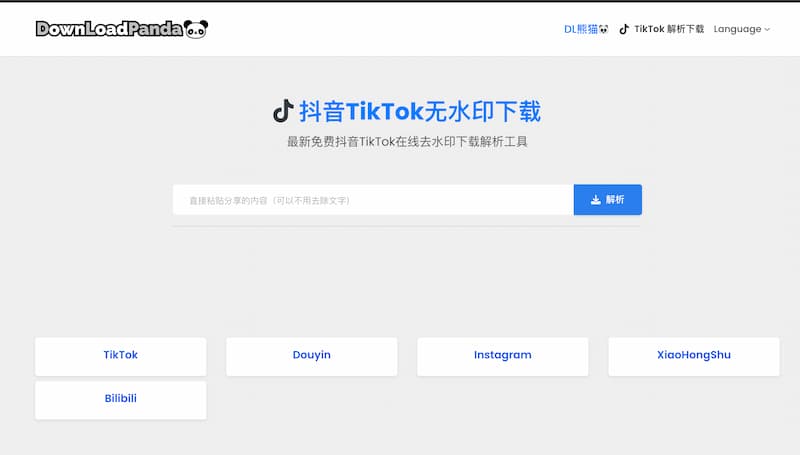 DownLoadPanda
DL熊猫🐼 TikTok 解析下载 Language
抖音TikTok无水印下载
最新免费抖音TikTok在线去水印下载解析工具
直接粘贴分享的内容（可以不用去除文字） 解析
TikTok Douyin Instagram XiaoHongShu
Bilibili